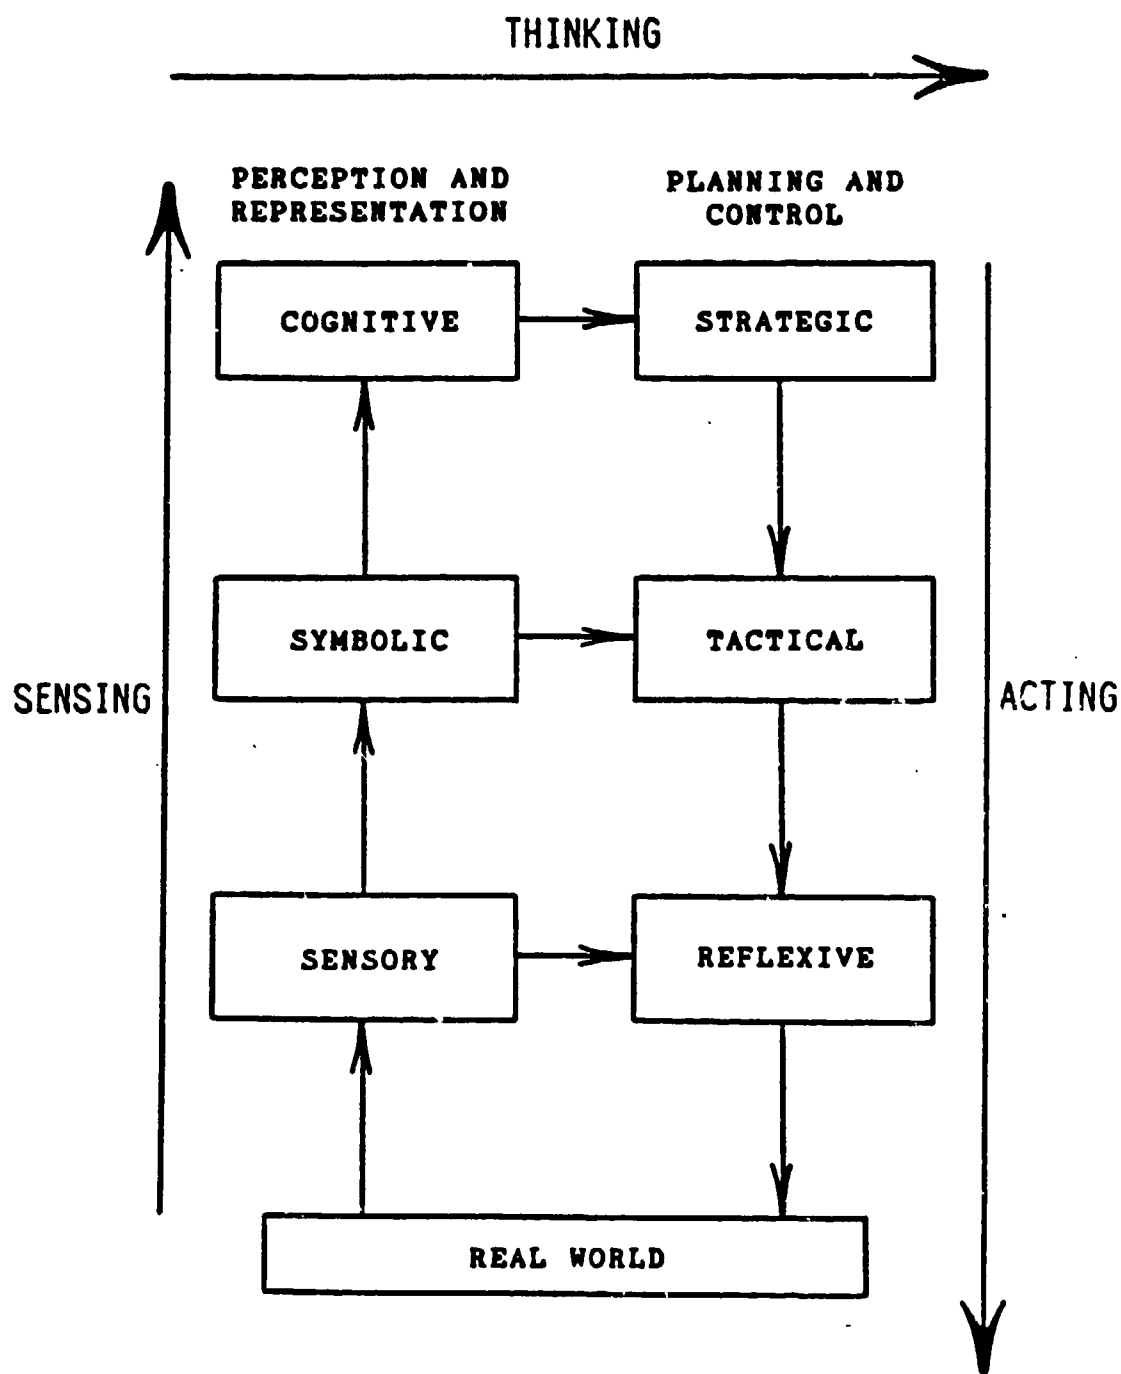 THINKING
PERCEPTION AND
REPRESENTATION
PLANNING AND
CONTROL
COGNITIVE
STRATEGIC
SYMBOLIC
TACTICAL
SENSING
ACTING
SENSORY
REFLEXIVE
REAL WORLD